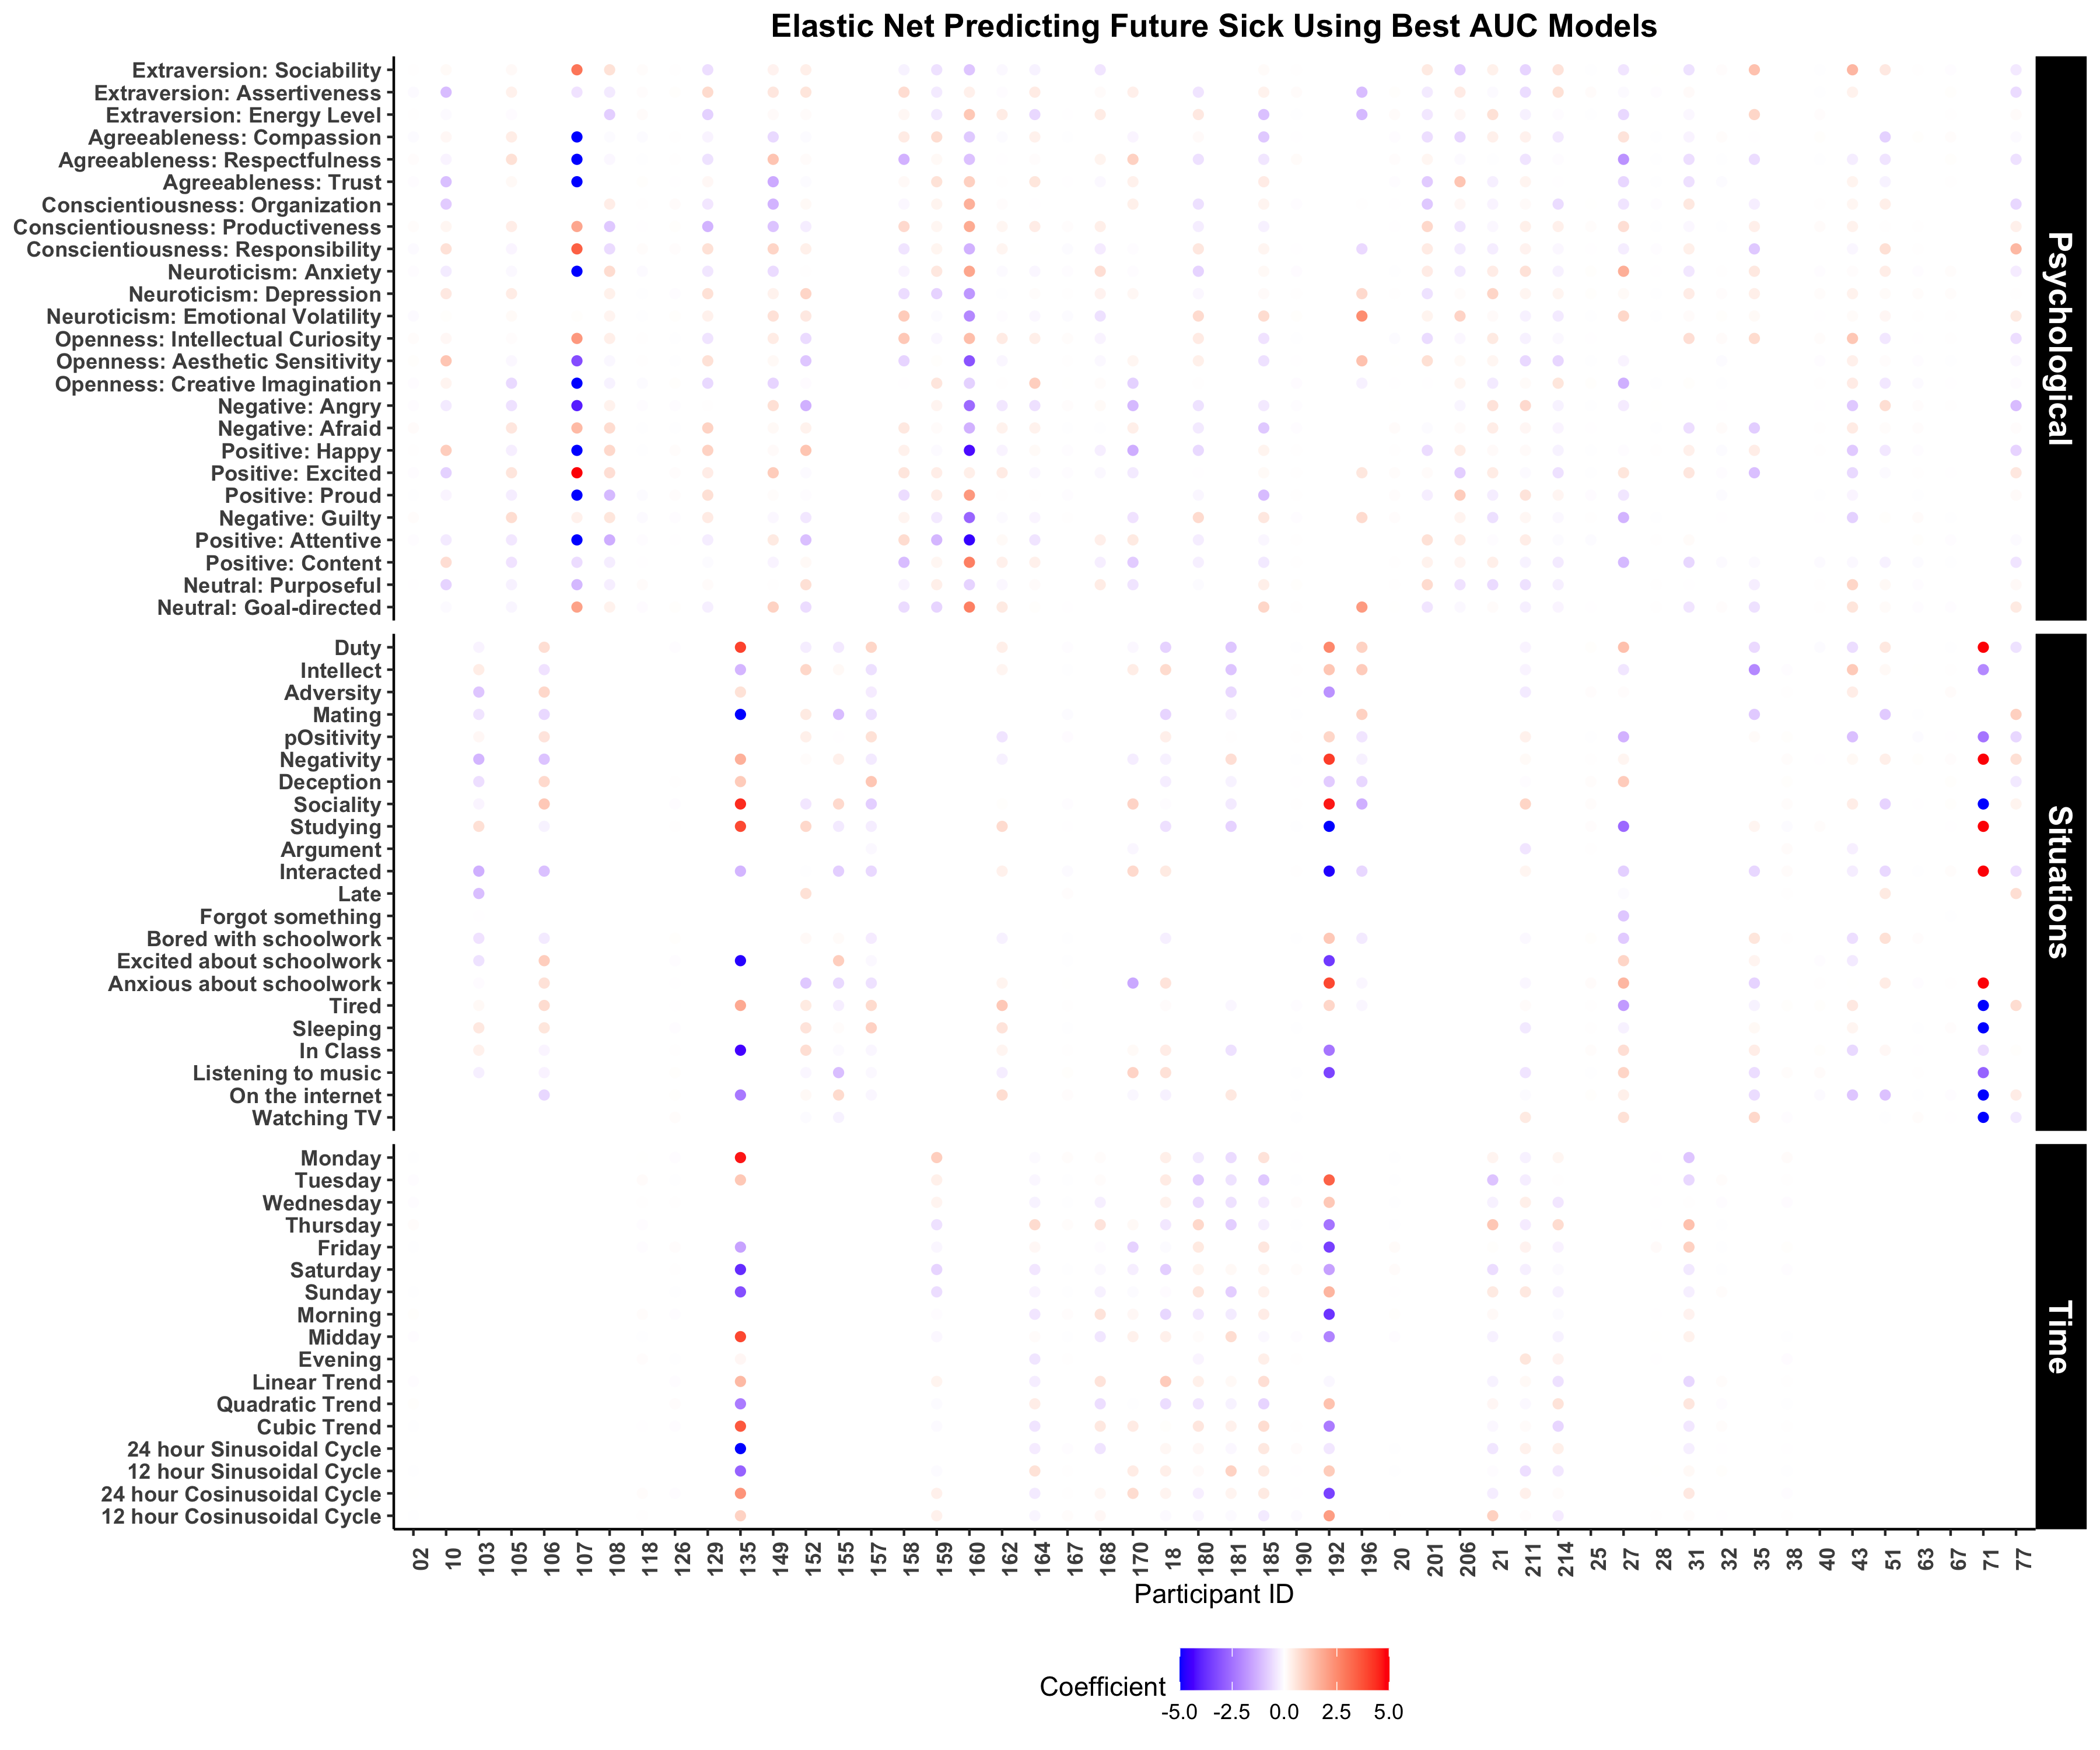 Elastic Net Predicting Future Sick Using Best AUC Models
Extraversion: Sociability
Extraversion: Assertiveness
Extraversion: Energy Level
Agreeableness: Compassion
Agreeableness: Respectfulness
Agreeableness: Trust
Conscientiousness: Organization
Conscientiousness: Productiveness
Conscientiousness: Responsibility
Neuroticism: Anxiety
Neuroticism: Depression
Neuroticism: Emotional Volatility
Openness: Intellectual Curiosity
Openness: Aesthetic Sensitivity
Openness: Creative Imagination
Negative: Angry
Negative: Afraid
Positive: Happy
Positive: Excited
Positive: Proud
Negative: Guilty
Positive: Attentive
Positive: Content
Neutral: Purposeful
Neutral: Goal-directed
Psychological
Duty
Intellect
Adversity
Mating
pOsitivity
Negativity
Deception
Sociality
Studying
Argument
Interacted
Late
Forgot something
Bored with schoolwork
Excited about schoolwork
Anxious about schoolwork
Tired
Sleeping
In Class
Listening to music
On the internet
Watching TV
Situations
Monday
Tuesday
Wednesday
Thursday
Friday
Saturday
Sunday
Morning
Midday
Evening
Linear Trend
Quadratic Trend
Cubic Trend
24 hour Sinusoidal Cycle
12 hour Sinusoidal Cycle
24 hour Cosinusoidal Cycle
12 hour Cosinusoidal Cycle
Time
02 10 103 105 106 107 108 118 126 129 135 149 152 155 157 158 159 160 162 164 167 168 170 18 180 181 185 190 192 196 20 201 206 21 211 214 25 27 28 31 32 35 38 40 43 51 63 67 71 77
Participant ID
Coefficient
-5.0 -2.5 0.0 2.5 5.0